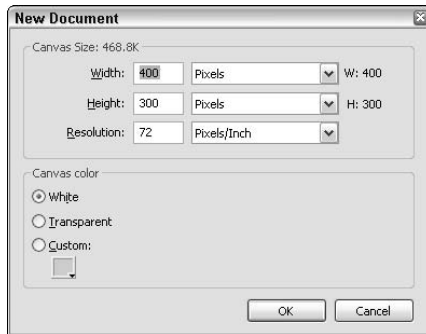 New Document
Canvas Size: 468.8K
Width: 400 Pixels W: 400
Height: 300 Pixels H: 300
Resolution: 72 Pixels/Inch
Canvas color
White
Transparent
Custom:
OK Cancel